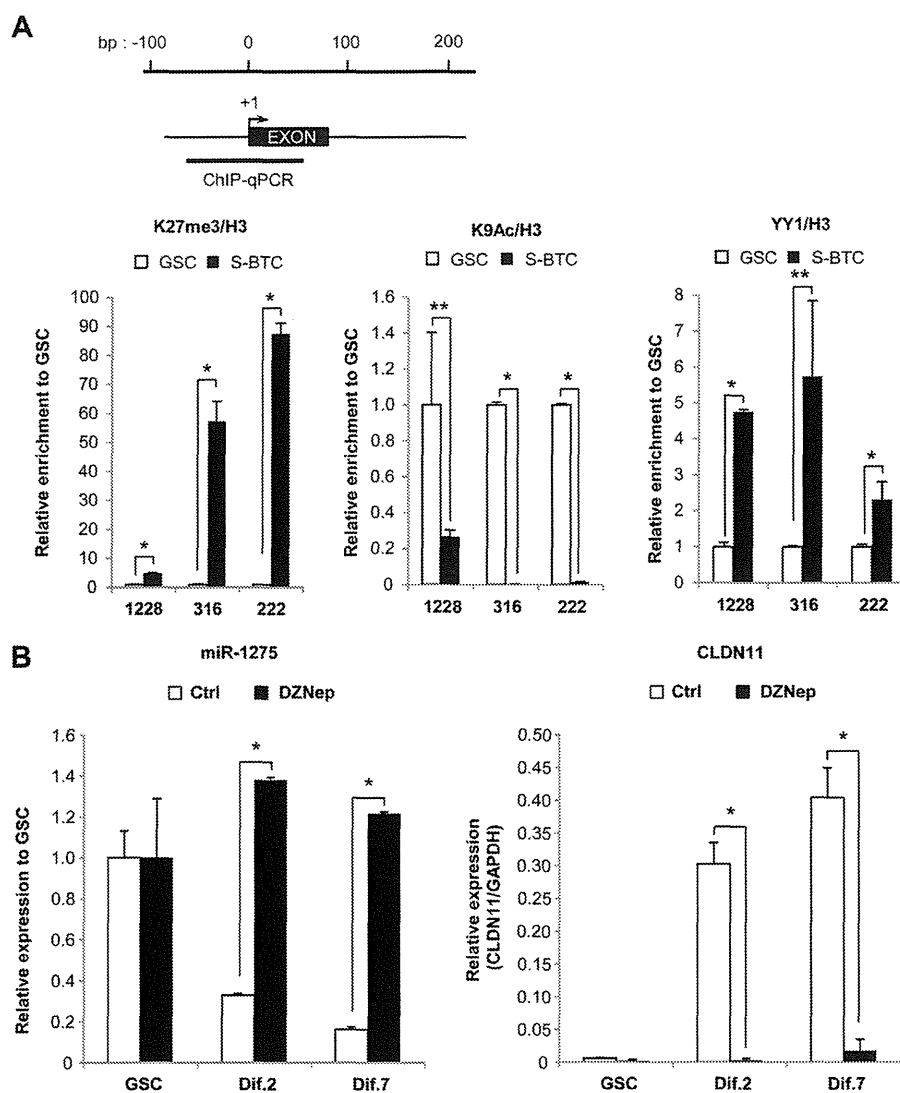 A
bp : -100 0 100 200
+1
EXON
ChIP-qPCR
K27me3/H3
GSC S-BTC
Relative enrichment to GSC
100
90
80
70
60
50
40
30
20
10
0
*
*
*
1228 316 222
K9Ac/H3
GSC S-BTC
Relative enrichment to GSC
1.6
1.4
1.2
1.0
0.8
0.6
0.4
0.2
0
**
*
*
1228 316 222
YY1/H3
GSC S-BTC
Relative enrichment to GSC
8
7
6
5
4
3
2
1
0
*
**
*
1228 316 222
B
miR-1275
Ctrl DZNep
Relative expression to GSC
1.6
1.4
1.2
1.0
0.8
0.6
0.4
0.2
0
*
*
GSC Dif.2 Dif.7
CLDN11
Ctrl DZNep
Relative expression
(CLDN11/GAPDH)
0.50
0.45
0.40
0.35
0.30
0.25
0.20
0.15
0.10
0.05
0
*
*
GSC Dif.2 Dif.7